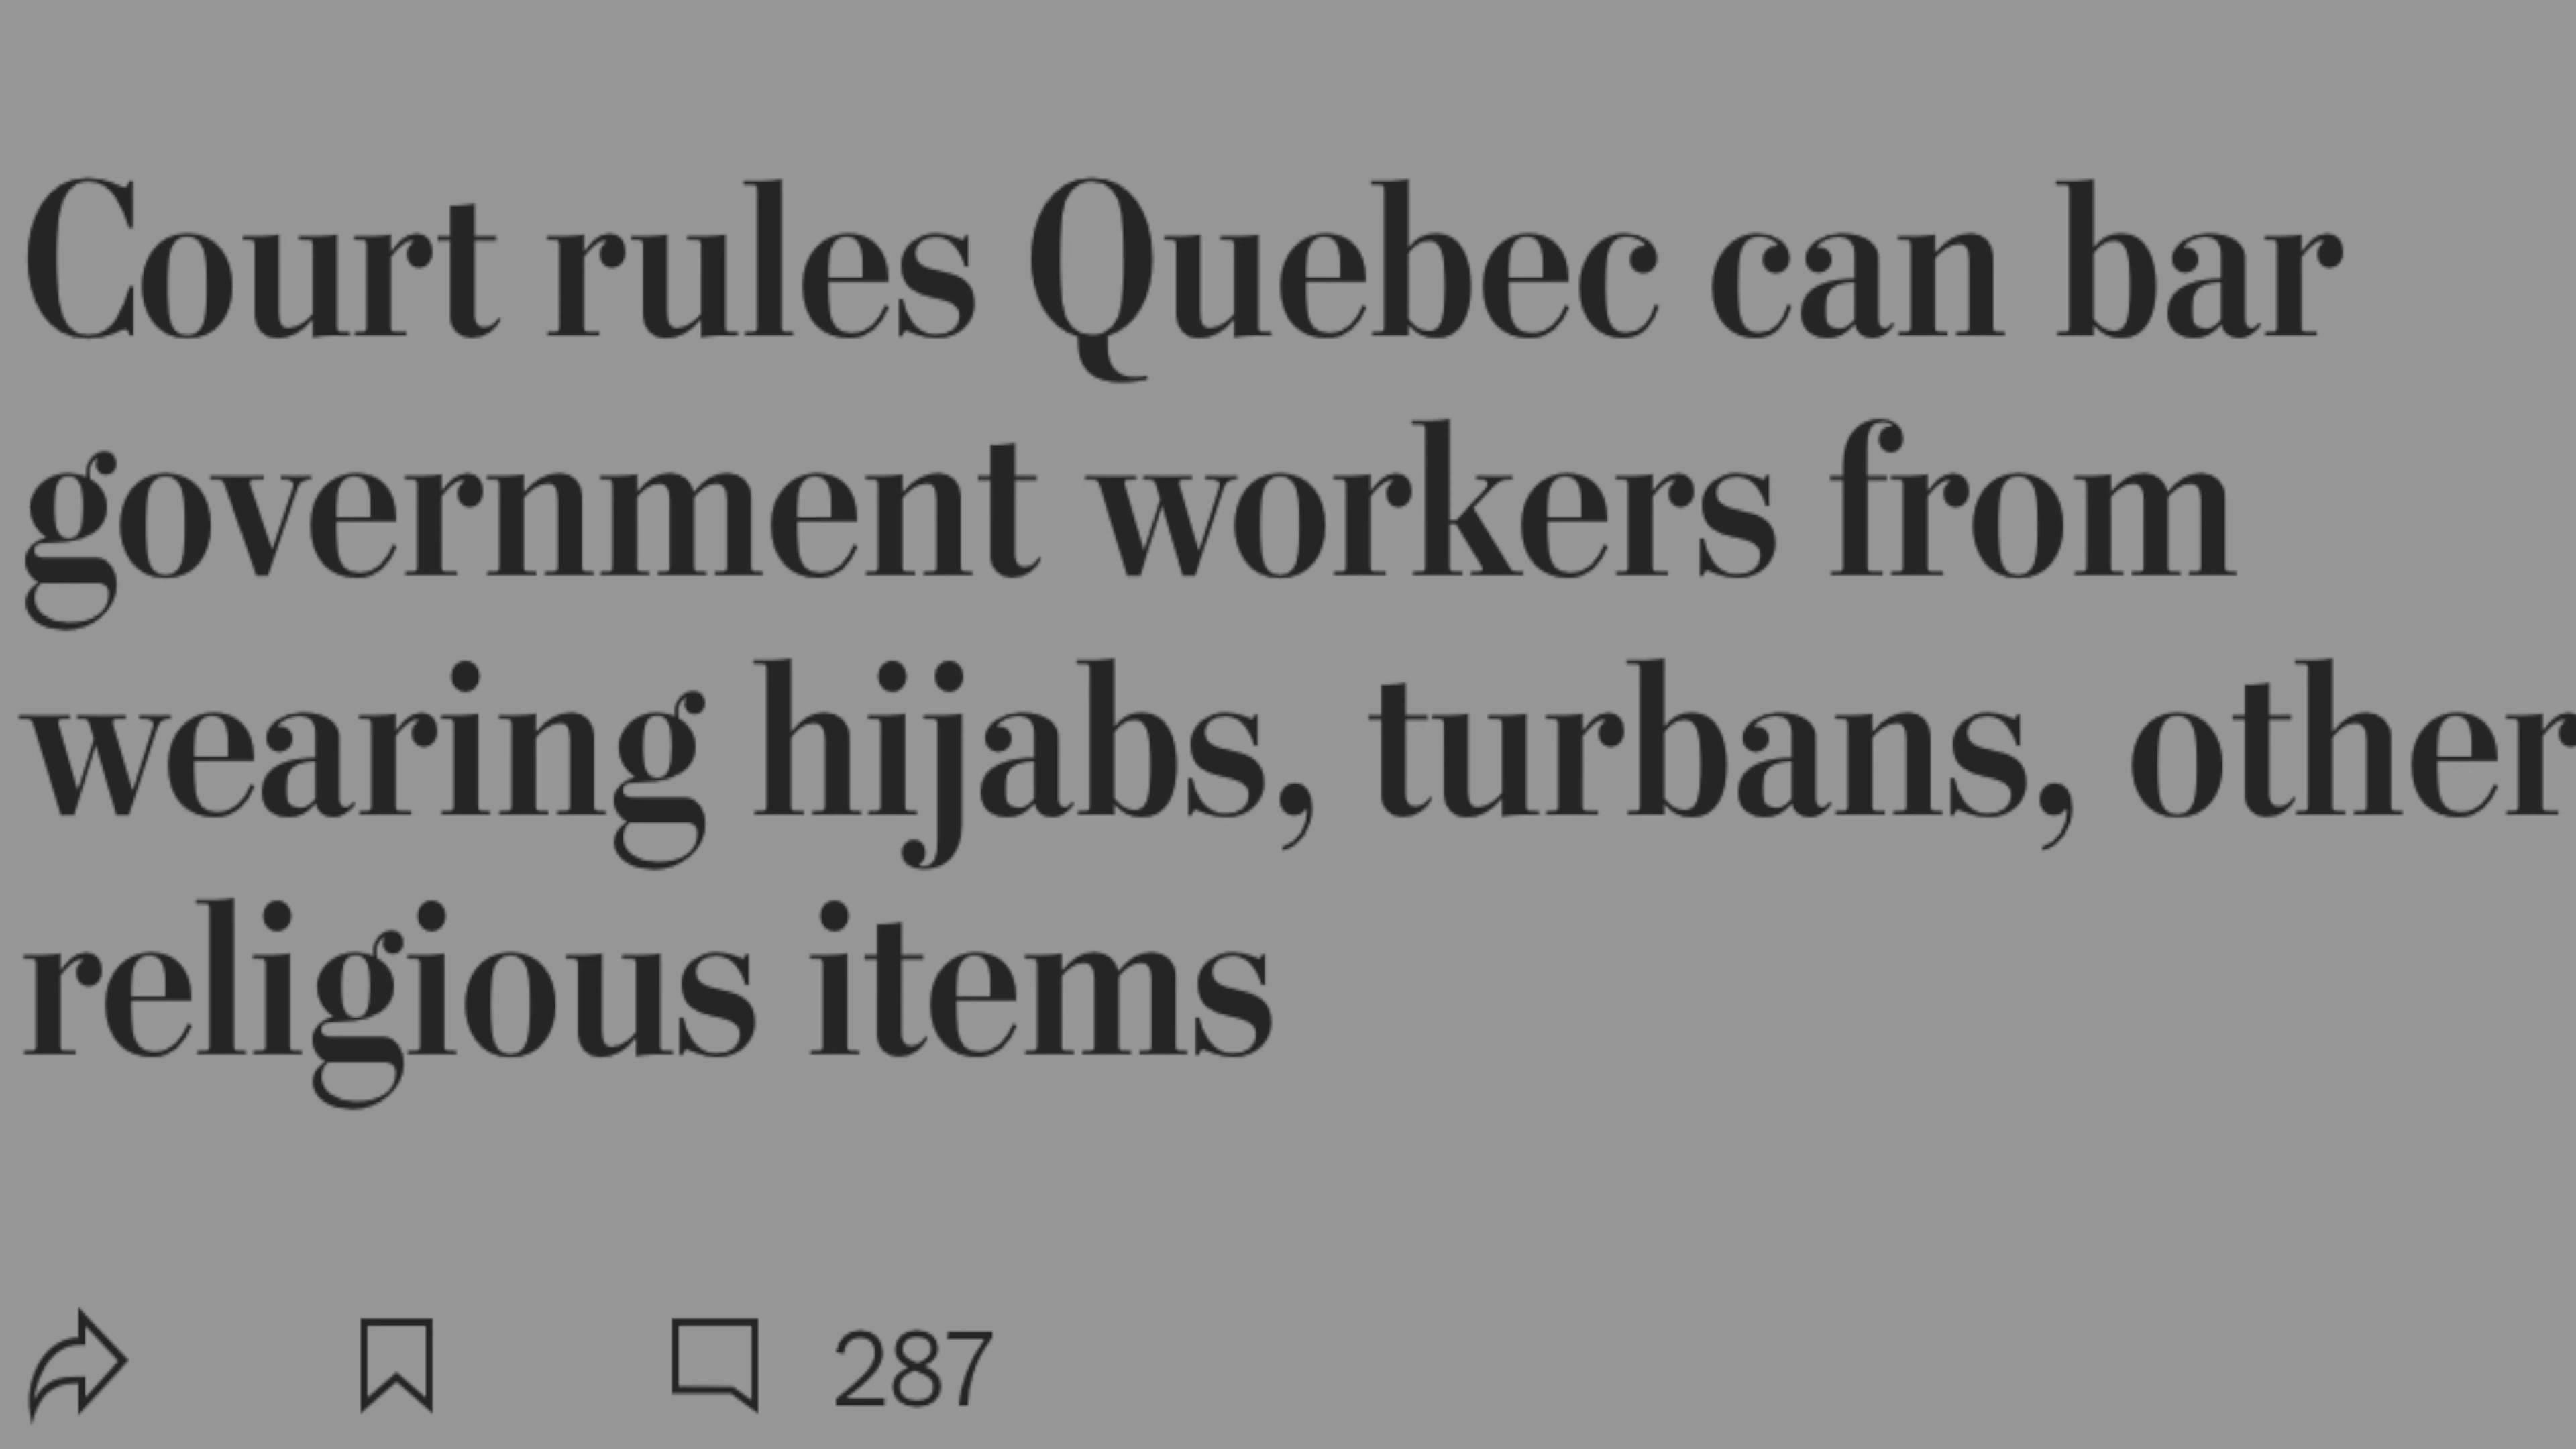 Court rules Quebec can bar
government workers from
wearing hijabs, turbans, other
religious items
287